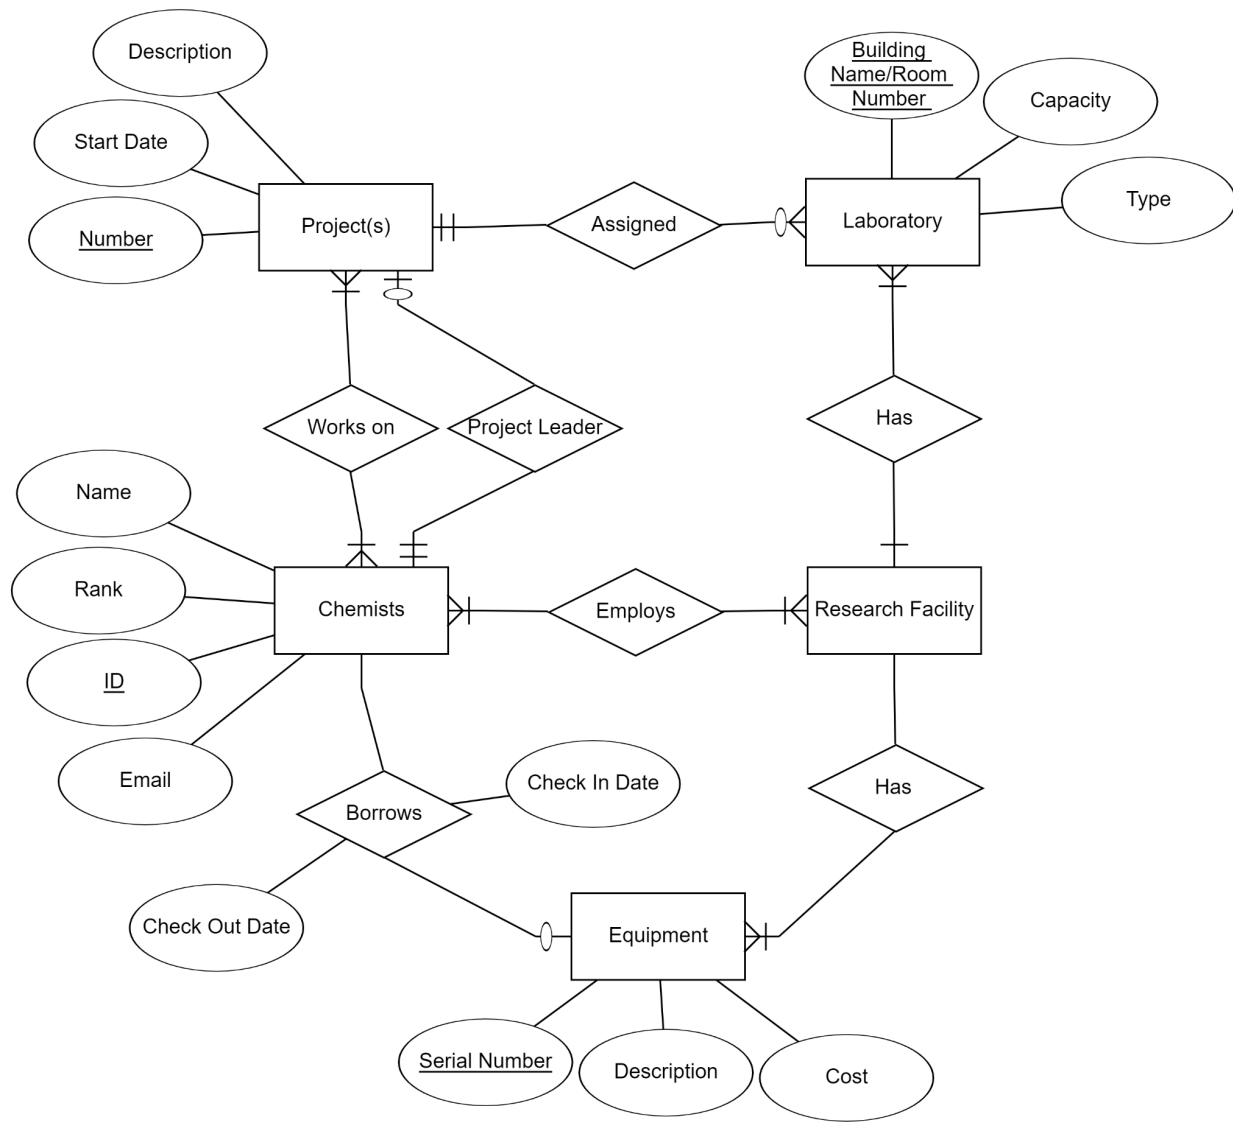 Description
Building
Name/Room
Number
Capacity
Start Date
Type
Project(s)
Assigned
Laboratory
Number
Works on
Project Leader
Has
Name
Rank
Chemists
Employs
Research Facility
ID
Email
Check In Date
Borrows
Has
Check Out Date
Equipment
Serial Number
Description
Cost